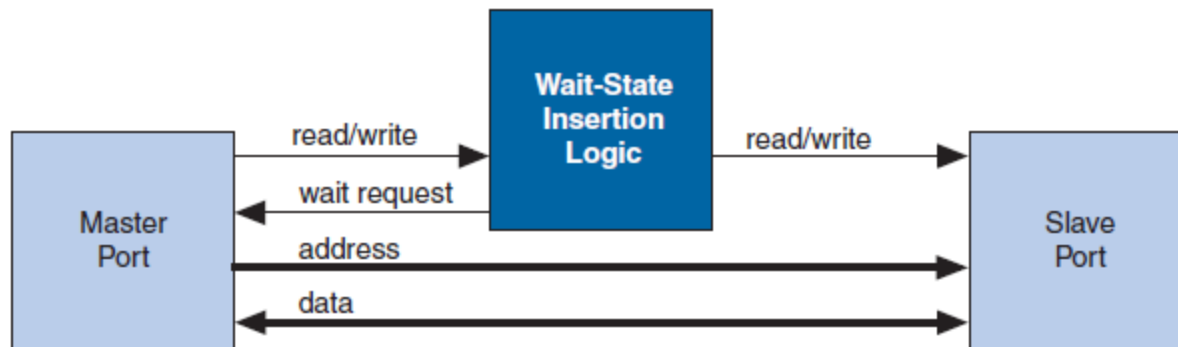 Wait-State
Insertion
Logic
read/write
read/write
wait request
Master
Port
Slave
Port
address
data